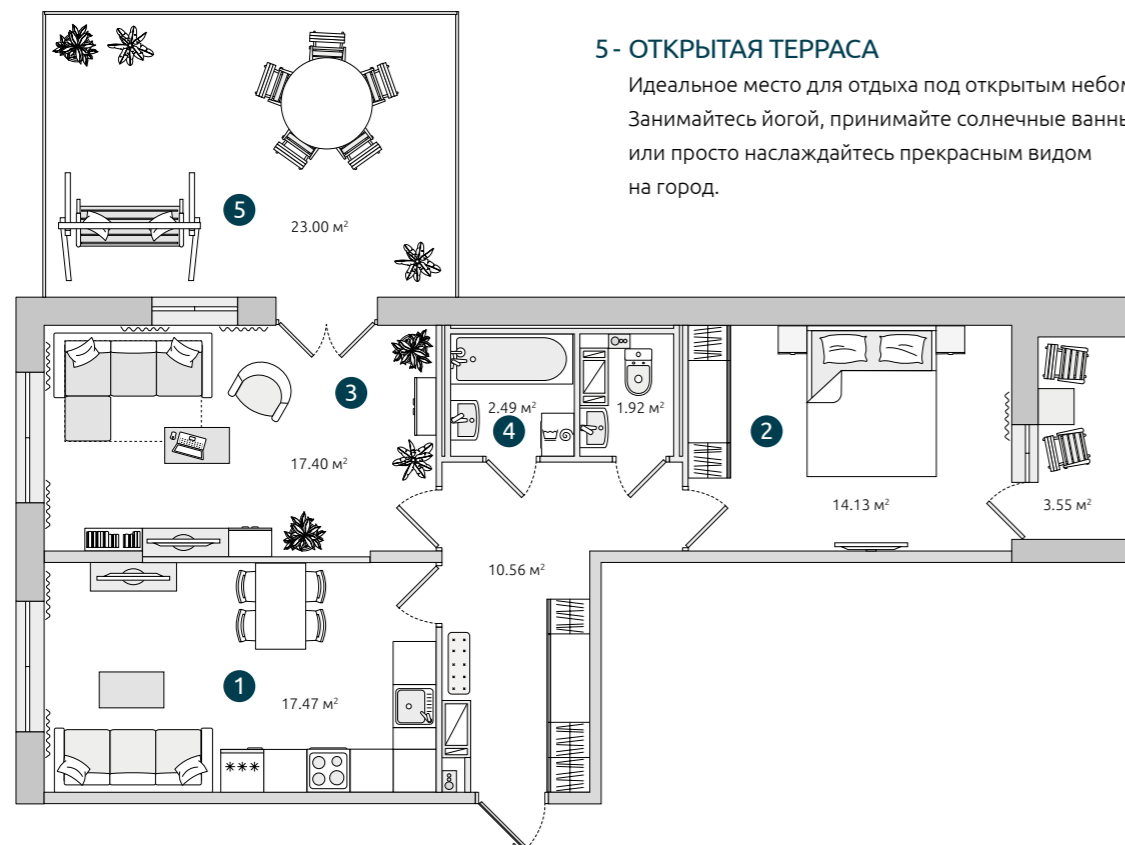 5 - ОТКРЫТАЯ ТЕРРАСА
Идеальное место для отдыха под открытым небом
Занимайтесь йогой, принимайте солнечные ванны
или просто наслаждайтесь прекрасным видом
на город.
5
23.00 м²
3
17.40 м²
2.49 м²
4
1.92 м²
2
14.13 м²
3.55 м²
10.56 м²
1
17.47 м²
***